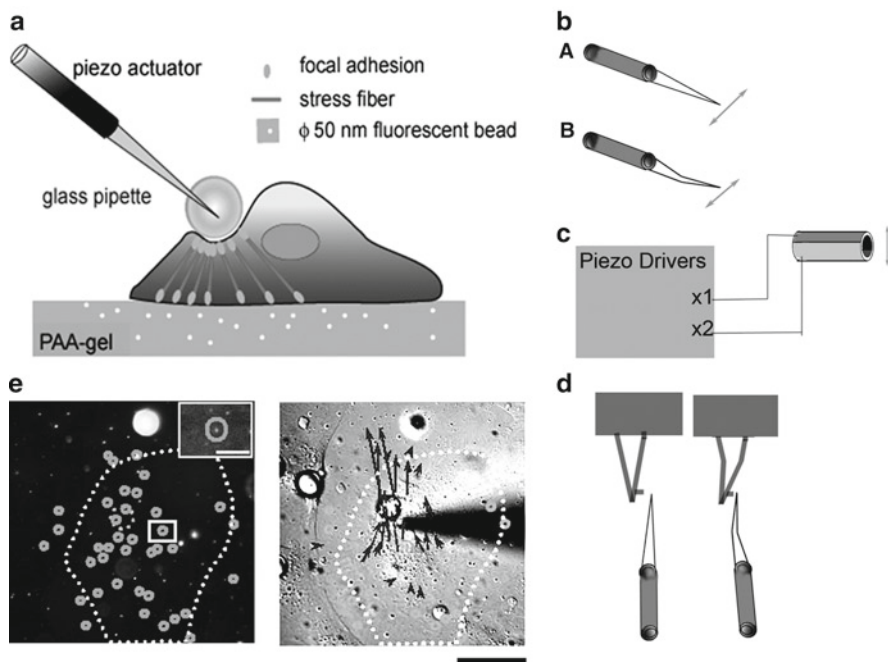 a
piezo actuator
focal adhesion
stress fiber
ϕ 50 nm fluorescent bead
glass pipette
PAA-gel
b
A
B
c
Piezo Drivers
x1
x2
d
e